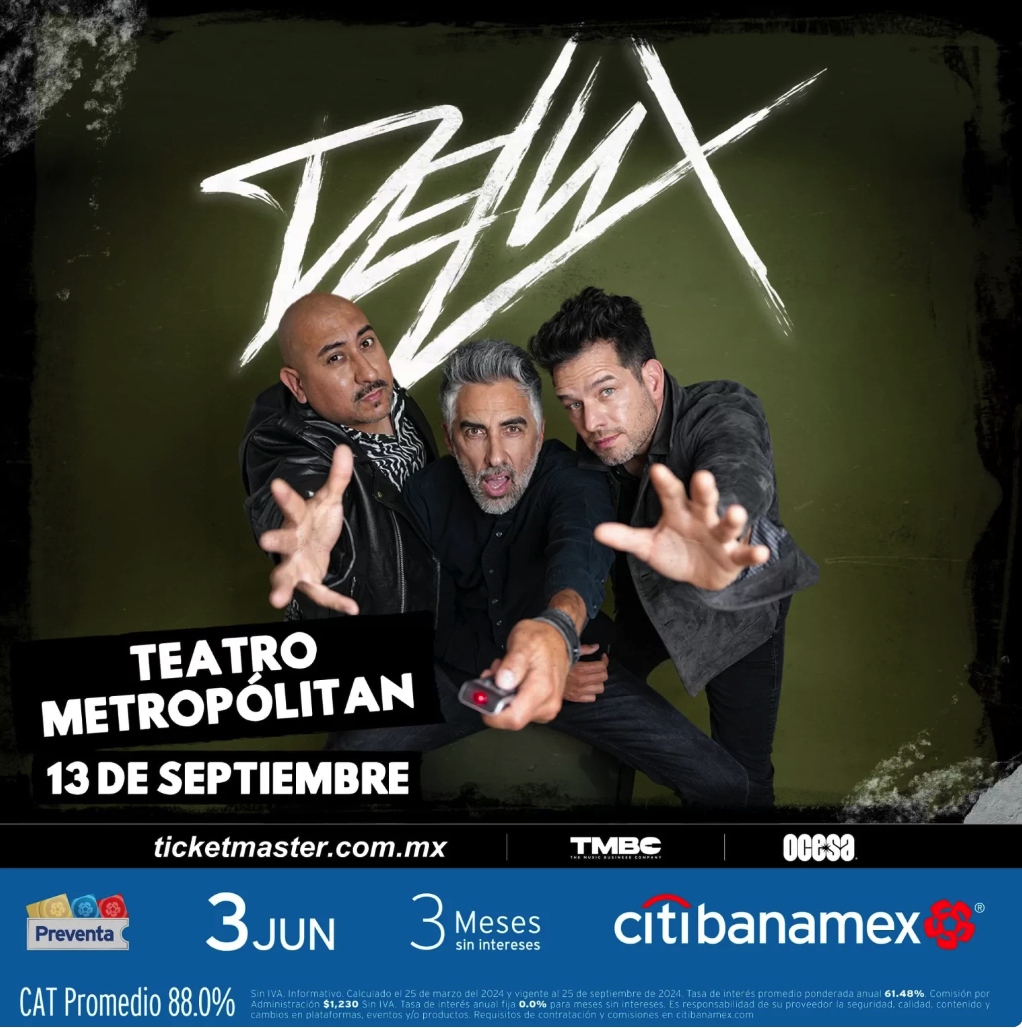 DELUX
TEATRO
METROPÓLITAN
13 DE SEPTIEMBRE
ticketmaster.com.mx
TMBC
THE MUSIC BUSINESS COMPANY
OCESA
Preventa
3 JUN
3 Meses
sin intereses
citibanamex®
CAT Promedio 88.0%
Sin IVA. Informativo. Calculado el 25 de marzo del 2024 y vigente al 25 de septiembre de 2024. Tasa de interés promedio ponderada anual 61.48%. Comisión por
Administración $1,230 Sin IVA. Tasa de interés anual fija 0.0% para meses sin intereses. Es responsabilidad de su proveedor la seguridad, calidad, contenido y
cambios en plataformas, eventos y/o productos. Requisitos de contratación y comisiones en citibanamex.com